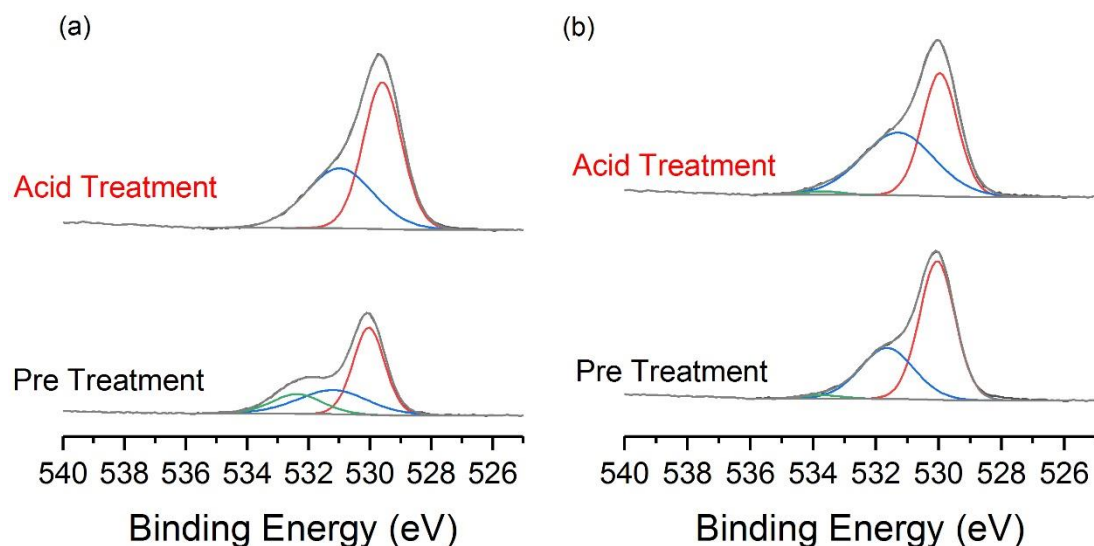 (a)
Acid Treatment
Pre Treatment
540 538 536 534 532 530 528 526
Binding Energy (eV)
(b)
Acid Treatment
Pre Treatment
540 538 536 534 532 530 528 526
Binding Energy (eV)